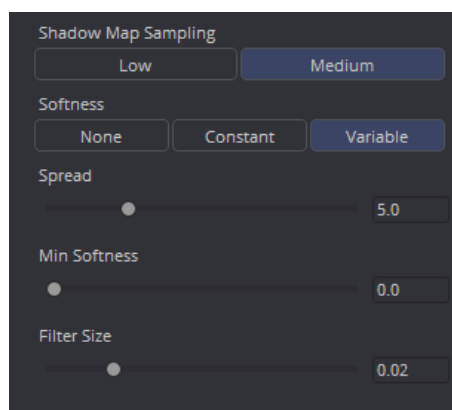 Shadow Map Sampling
Low Medium
Softness
None Constant Variable
Spread
5.0
Min Softness
0.0
Filter Size
0.02